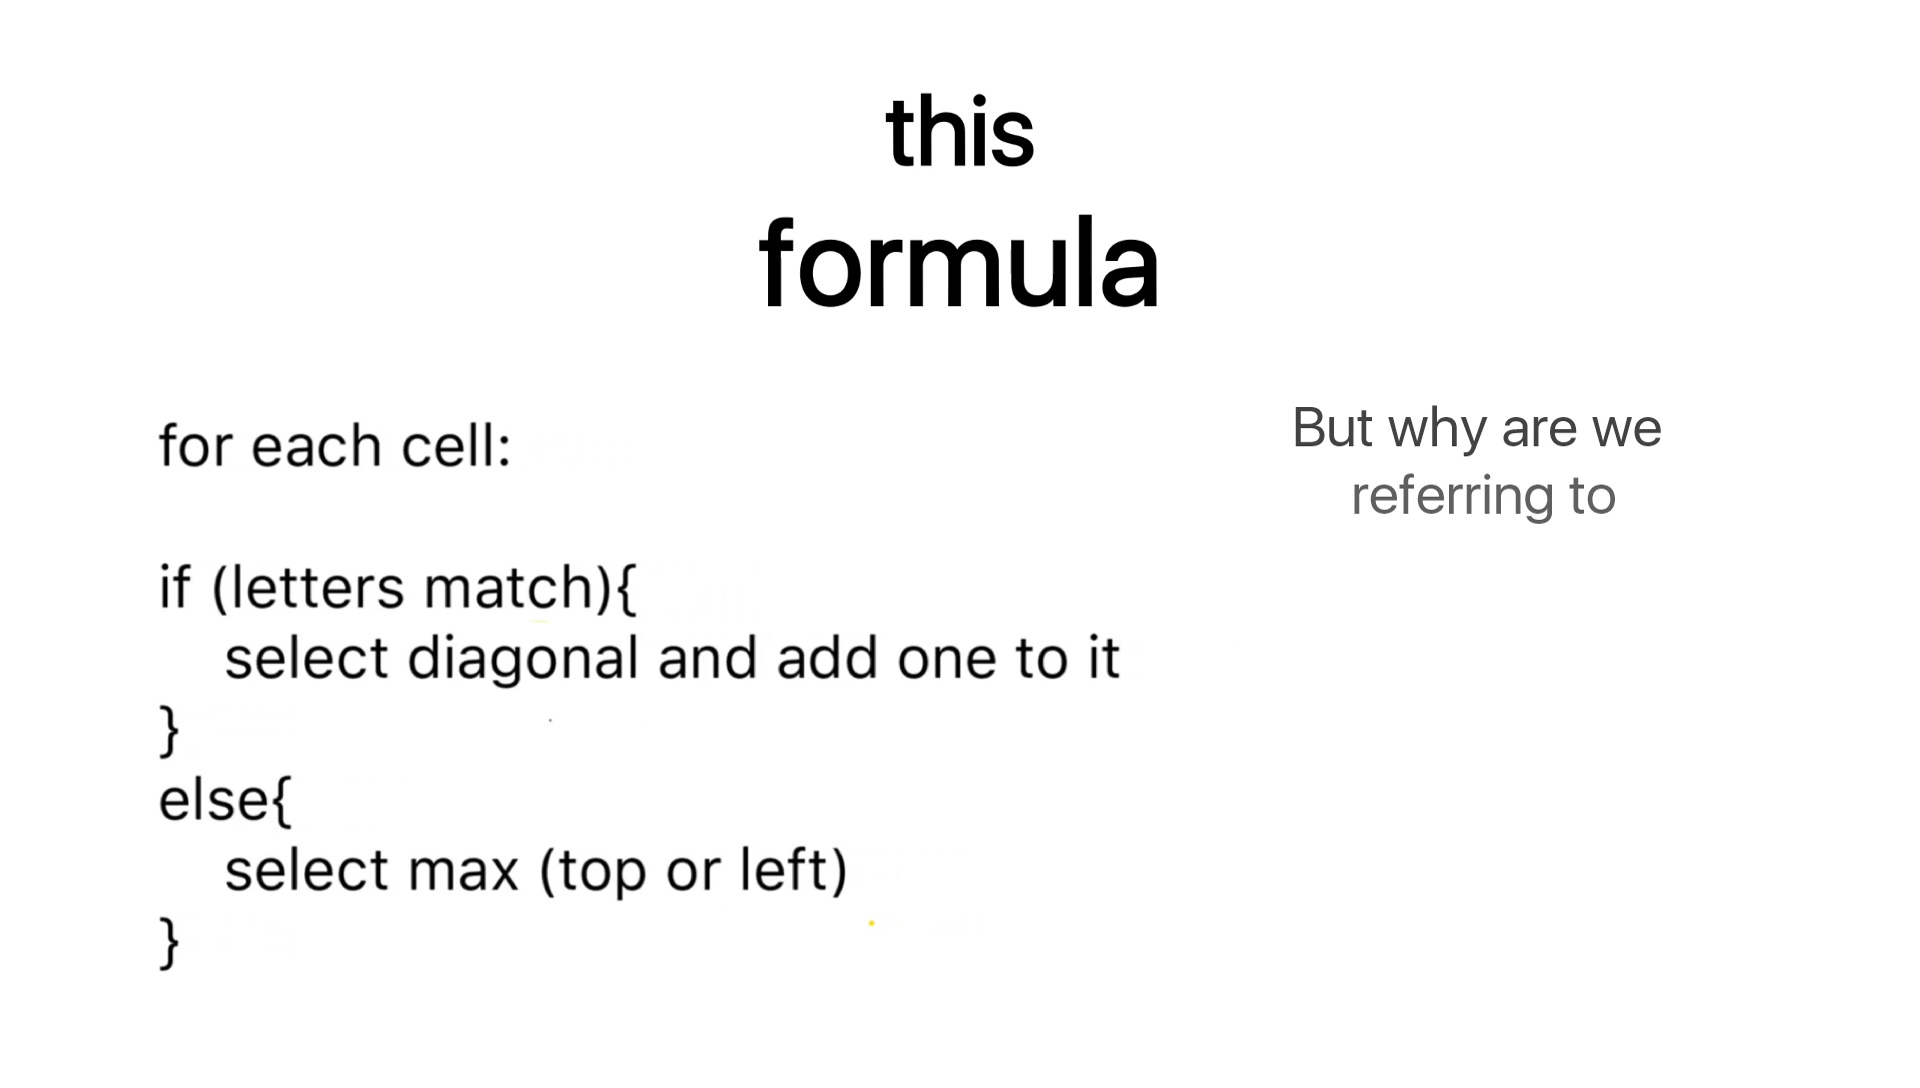 this
formula
for each cell:
if (letters match){
select diagonal and add one to it
}
else{
select max (top or left)
}
But why are we
referring to